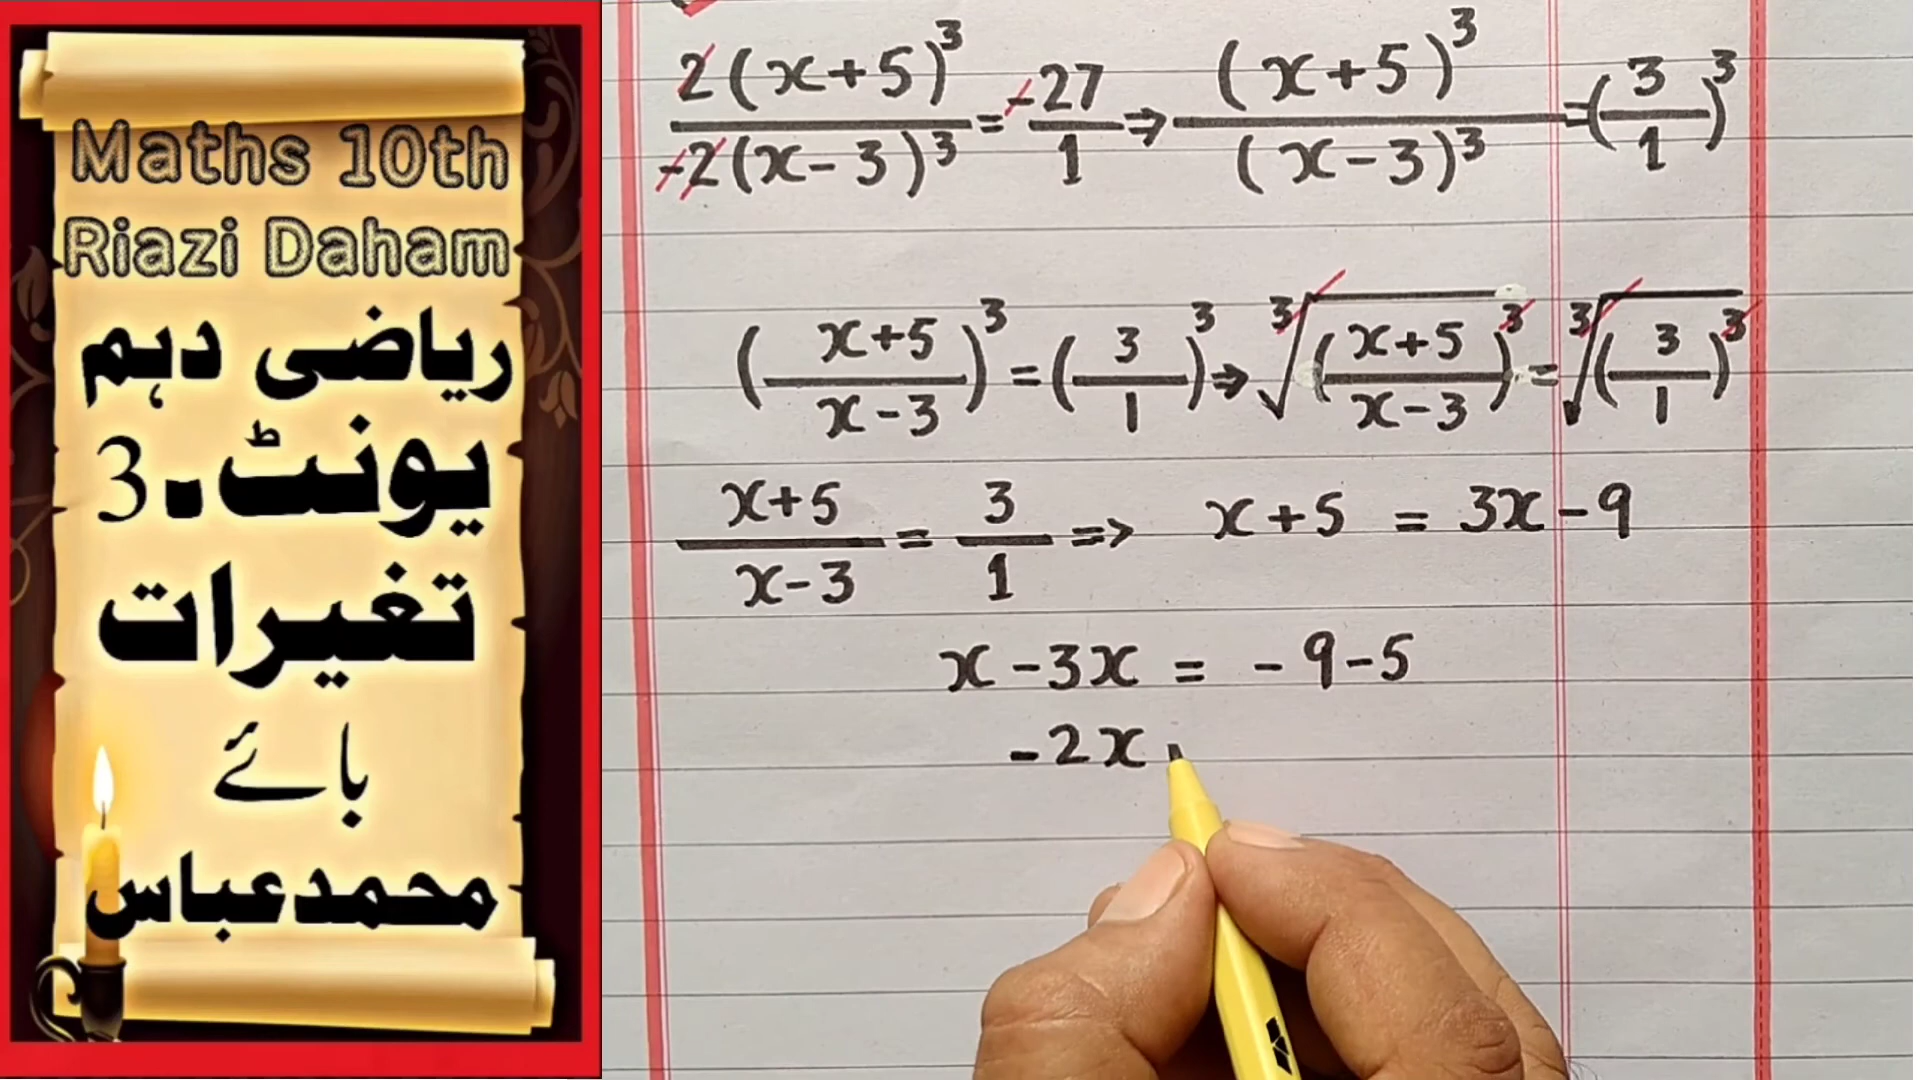 Maths 10th
Riazi Daham
ریاضی دہم
یونٹ۔3
تغیرات
بائے
محمدعباس
2(x+5)³/-2(x-3)³ = -27/1 ⇒ (x+5)³/(x-3)³ = (3/1)³
(x+5/x-3)³ = (3/1)³ ⇒ ∛(x+5/x-3)³ = ∛(3/1)³
x+5/x-3 = 3/1 => x+5 = 3x-9
x-3x = -9-5
-2x